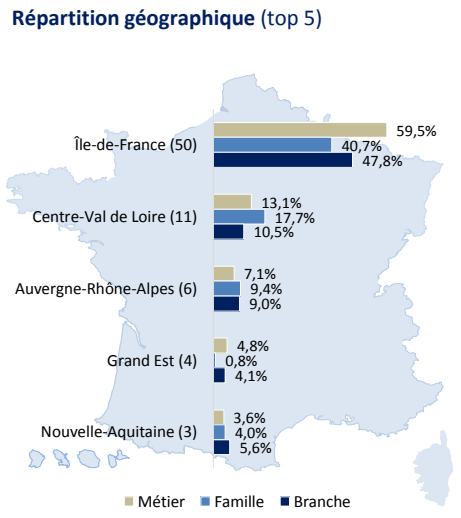 Répartition géographique (top 5)
Île-de-France (50)
59,5%
40,7%
47,8%
Centre-Val de Loire (11)
13,1%
17,7%
10,5%
Auvergne-Rhône-Alpes (6)
7,1%
9,4%
9,0%
Grand Est (4)
4,8%
0,8%
4,1%
Nouvelle-Aquitaine (3)
3,6%
4,0%
5,6%
Métier Famille Branche